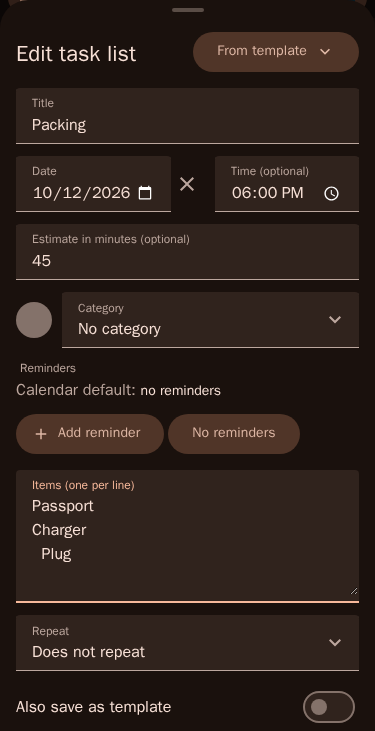 Edit task list
From template
Title
Packing
Date
10/12/2026
Time (optional)
06:00 PM
Estimate in minutes (optional)
45
Category
No category
Reminders
Calendar default: no reminders
+ Add reminder
No reminders
Items (one per line)
Passport
Charger
Plug
Repeat
Does not repeat
Also save as template